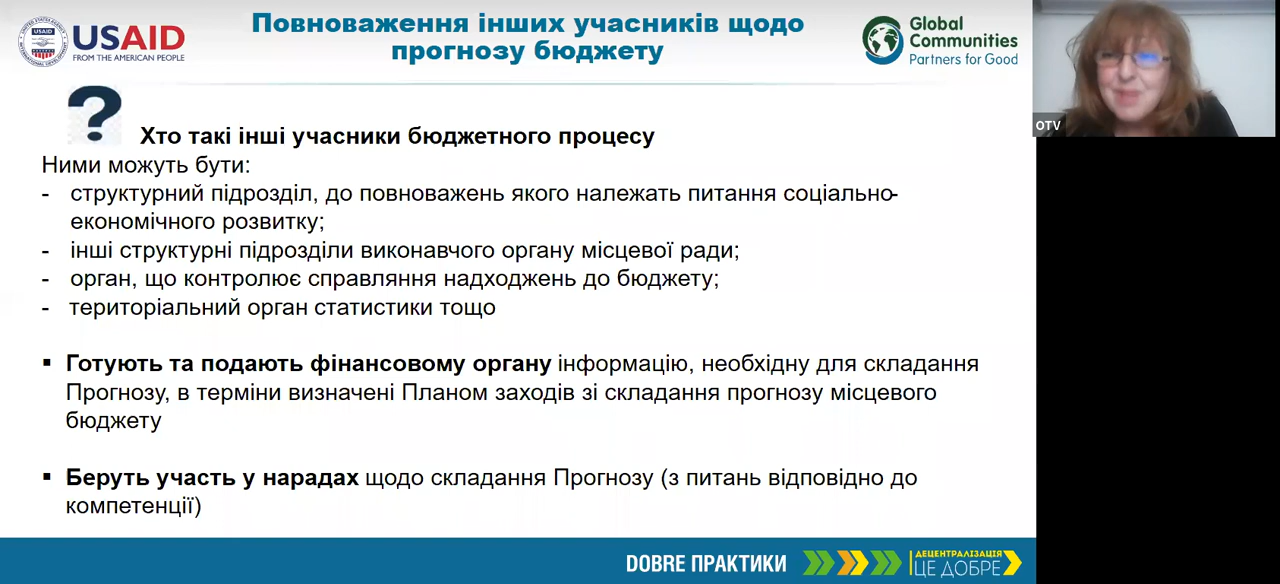 USAID
FROM THE AMERICAN PEOPLE
Повноваження інших учасників щодо
прогнозу бюджету
Global
Communities
Partners for Good
OTV
?
Хто такі інші учасники бюджетного процесу
Ними можуть бути:
- структурний підрозділ, до повноважень якого належать питання соціально-
економічного розвитку;
- інші структурні підрозділи виконавчого органу місцевої ради;
- орган, що контролює справляння надходжень до бюджету;
- територіальний орган статистики тощо
▪ Готують та подають фінансовому органу інформацію, необхідну для складання
Прогнозу, в терміни визначені Планом заходів зі складання прогнозу місцевого
бюджету
▪ Беруть участь у нарадах щодо складання Прогнозу (з питань відповідно до
компетенції)
DOBRE ПРАКТИКИ
ДЕЦЕНТРАЛІЗАЦІЯ
ЦЕ ДОБРЕ